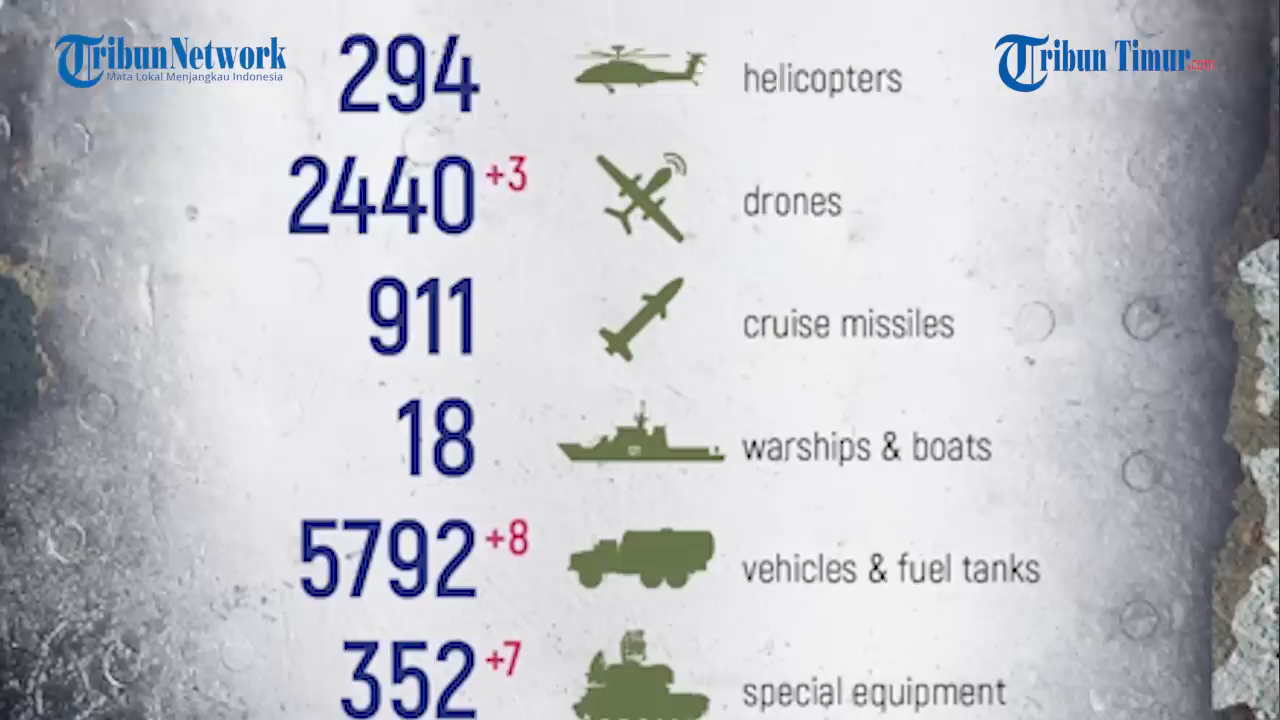 TribunNetwork
Mata Lokal Menjangkau Indonesia
Tribun Timur.com
294 helicopters
2440 +3 drones
911 cruise missiles
18 warships & boats
5792 +8 vehicles & fuel tanks
352 +7 special equipment